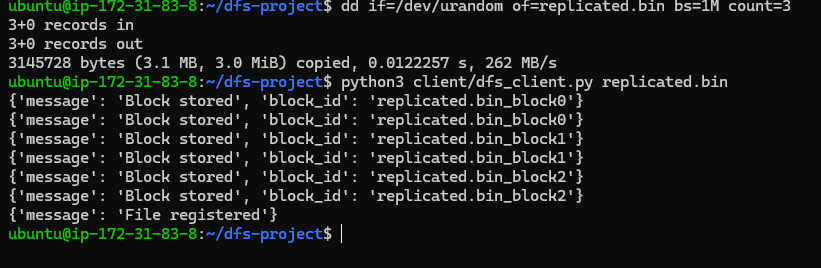 ubuntu@ip-172-31-83-8:~/dfs-project$ dd if=/dev/urandom of=replicated.bin bs=1M count=3
3+0 records in
3+0 records out
3145728 bytes (3.1 MB, 3.0 MiB) copied, 0.0122257 s, 262 MB/s
ubuntu@ip-172-31-83-8:~/dfs-project$ python3 client/dfs_client.py replicated.bin
{'message': 'Block stored', 'block_id': 'replicated.bin_block0'}
{'message': 'Block stored', 'block_id': 'replicated.bin_block0'}
{'message': 'Block stored', 'block_id': 'replicated.bin_block1'}
{'message': 'Block stored', 'block_id': 'replicated.bin_block1'}
{'message': 'Block stored', 'block_id': 'replicated.bin_block2'}
{'message': 'Block stored', 'block_id': 'replicated.bin_block2'}
{'message': 'File registered'}
ubuntu@ip-172-31-83-8:~/dfs-project$